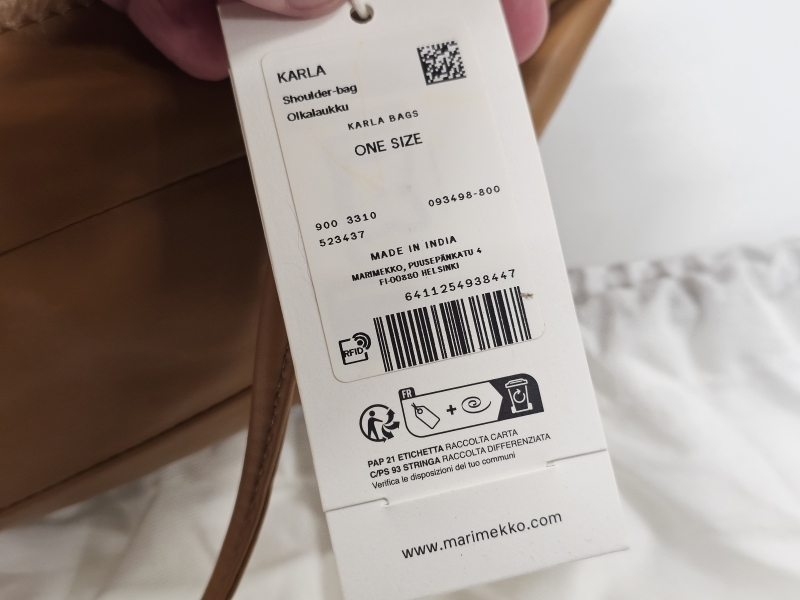 KARLA
Shoulder-bag
Olkalaukku
KARLA BAGS
ONE SIZE
900 3310
093498-800
523437
MADE IN INDIA
MARIMEKKO, PUUSEPÄNKATU 4
FI-00880 HELSINKI
6411254938447
RFID
FR
PAP 21 ETICHETTA RACCOLTA CARTA
C/PS 93 STRINGA RACCOLTA DIFFERENZIATA
Verifica le disposizioni del tuo communi
www.marimekko.com